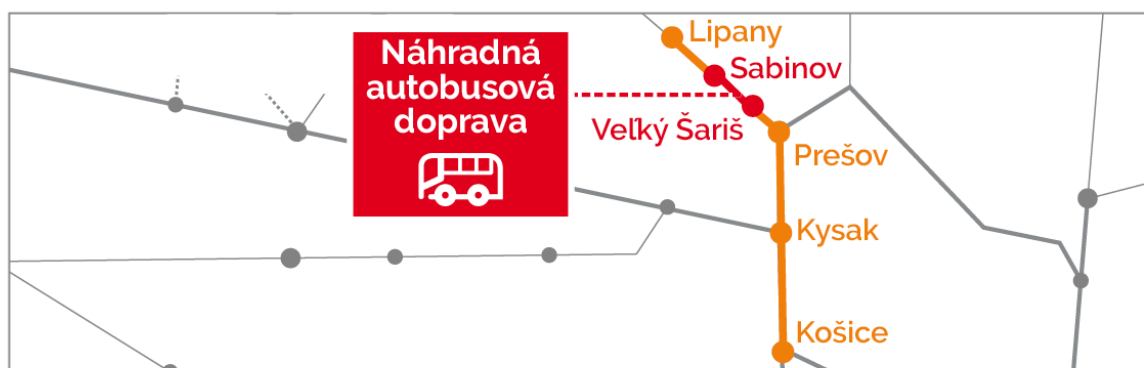 Náhradná
autobusová
doprava
Lipany
Sabinov
Veľký Šariš
Prešov
Kysak
Košice